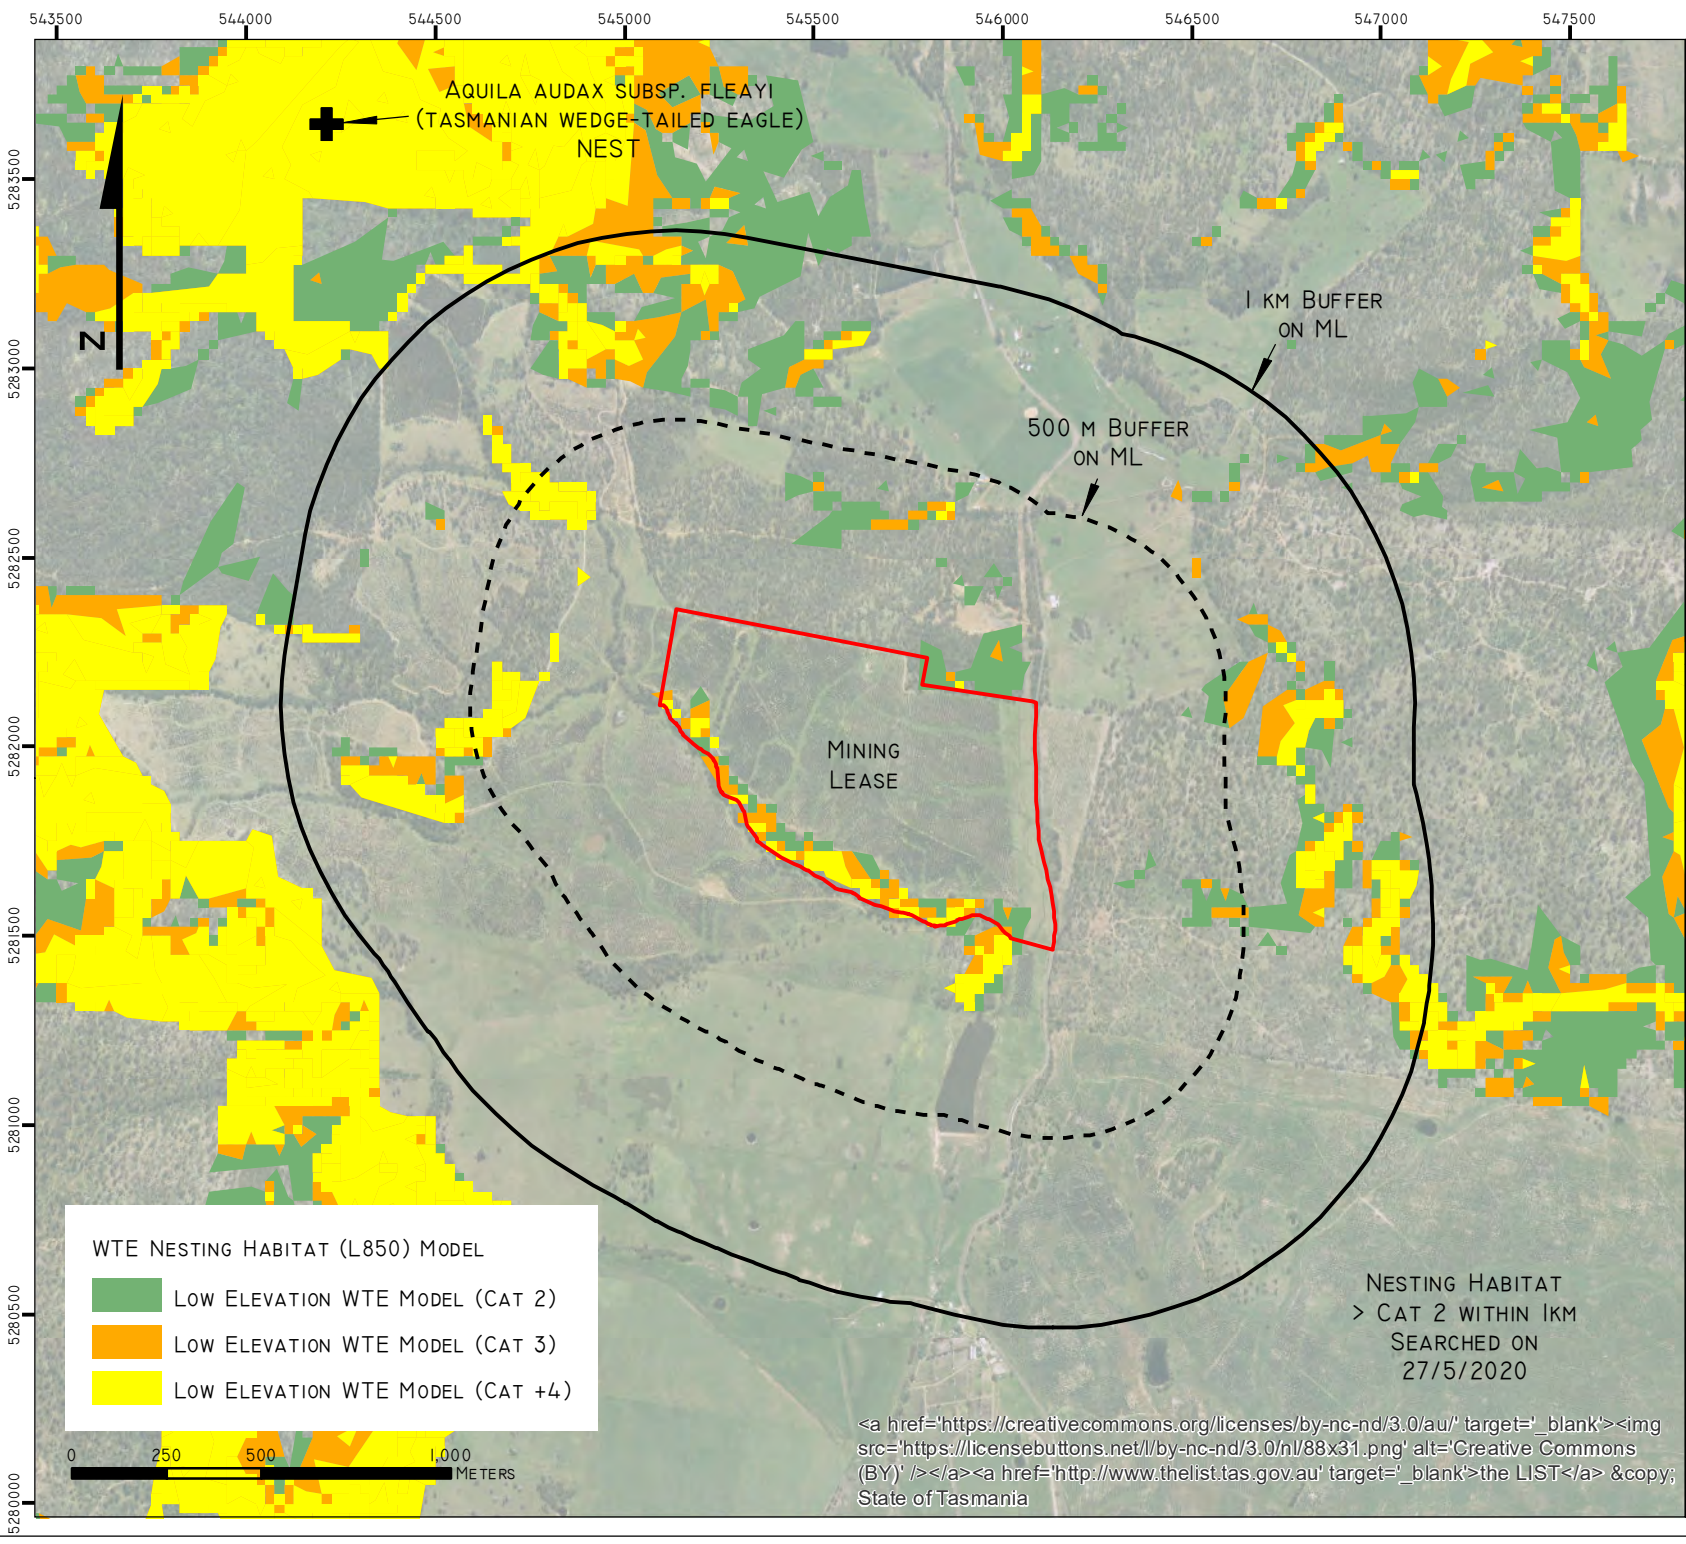 543500 544000 544500 545000 545500 546000 546500 547000 547500
5283500
5283000
5282500
5282000
5281500
5281000
5280500
5280000
AQUILA AUDAX SUBSP. FLEAYI
(TASMANIAN WEDGE-TAILED EAGLE)
NEST
N
1 KM BUFFER
ON ML
500 M BUFFER
ON ML
MINING
LEASE
WTE NESTING HABITAT (L850) MODEL
LOW ELEVATION WTE MODEL (CAT 2)
LOW ELEVATION WTE MODEL (CAT 3)
LOW ELEVATION WTE MODEL (CAT +4)
0 250 500 1,000
METERS
NESTING HABITAT
> CAT 2 WITHIN 1KM
SEARCHED ON
27/5/2020
<a href='https://creativecommons.org/licenses/by-nc-nd/3.0/au/' target='_blank'><img
src='https://licensebuttons.net/l/by-nc-nd/3.0/nl/88x31.png' alt='Creative Commons
(BY)' /></a><a href='http://www.thelist.tas.gov.au' target='_blank'>the LIST</a> &copy;
State of Tasmania